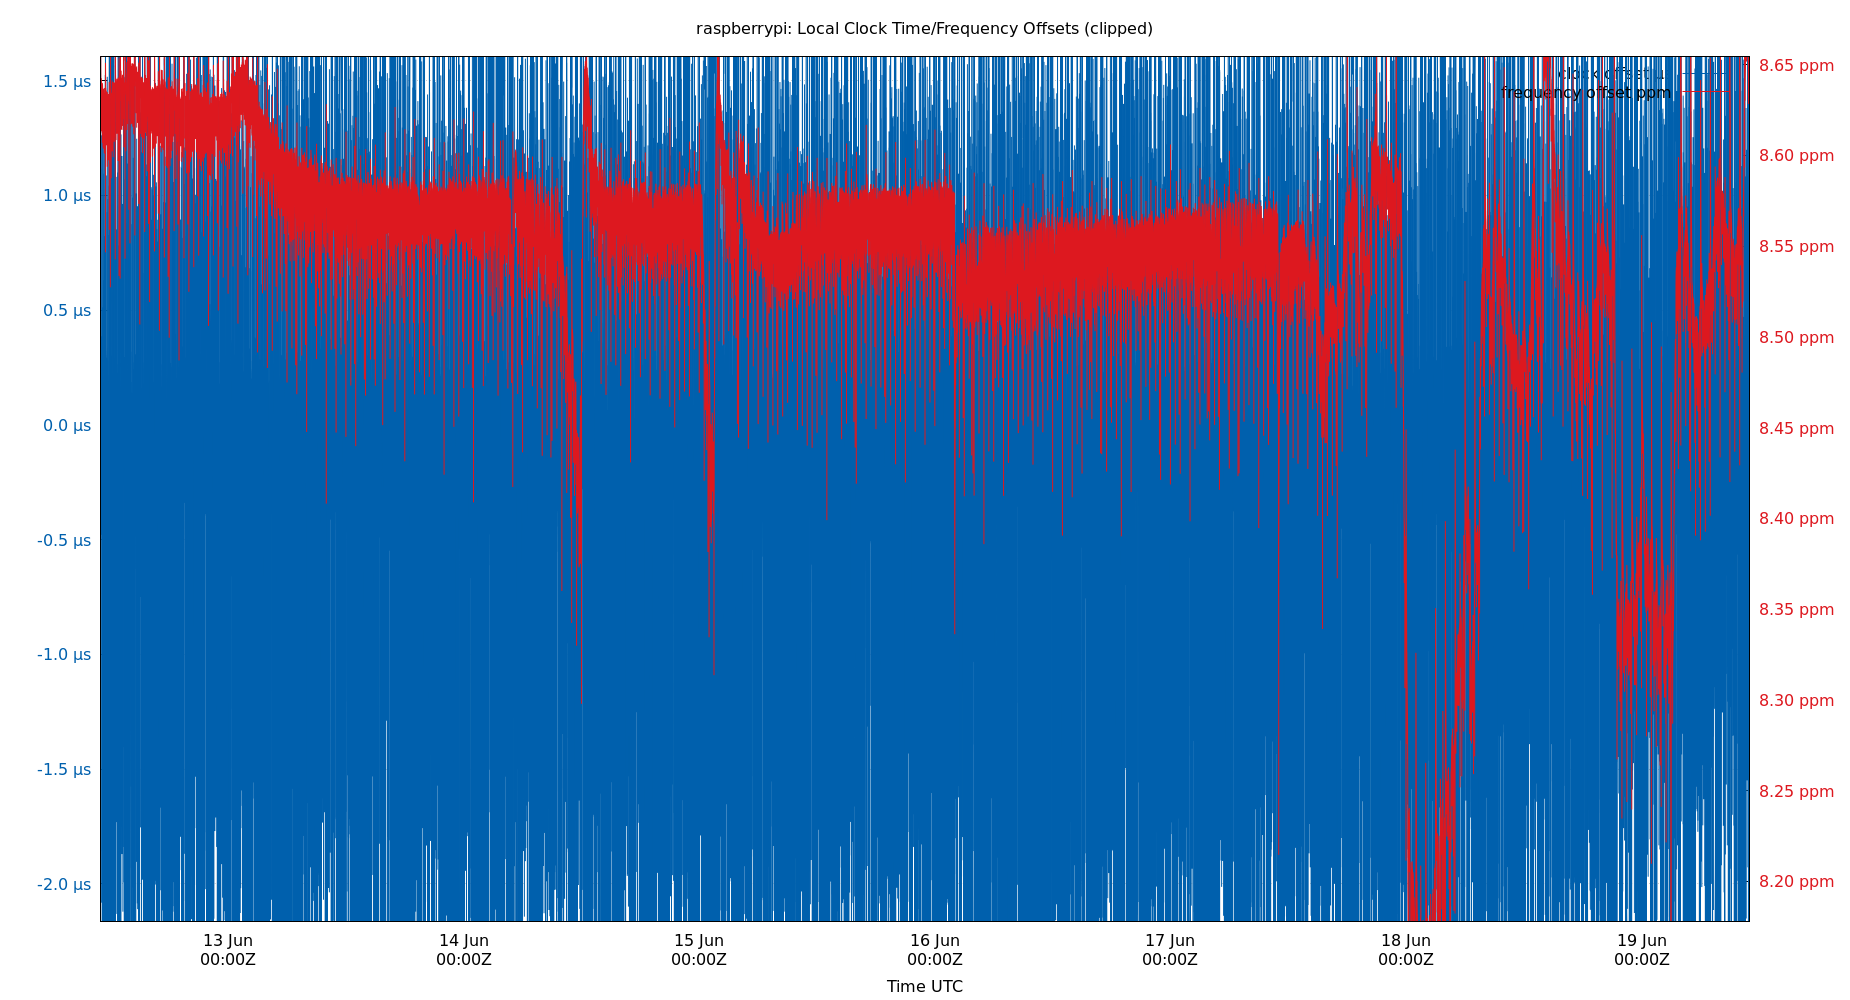 raspberrypi: Local Clock Time/Frequency Offsets (clipped)
1.5 µs
1.0 µs
0.5 µs
0.0 µs
-0.5 µs
-1.0 µs
-1.5 µs
-2.0 µs
clock offset
frequency offset ppm
8.65 ppm
8.60 ppm
8.55 ppm
8.50 ppm
8.45 ppm
8.40 ppm
8.35 ppm
8.30 ppm
8.25 ppm
8.20 ppm
13 Jun 14 Jun 15 Jun 16 Jun 17 Jun 18 Jun 19 Jun
00:00Z 00:00Z 00:00Z 00:00Z 00:00Z 00:00Z 00:00Z
Time UTC